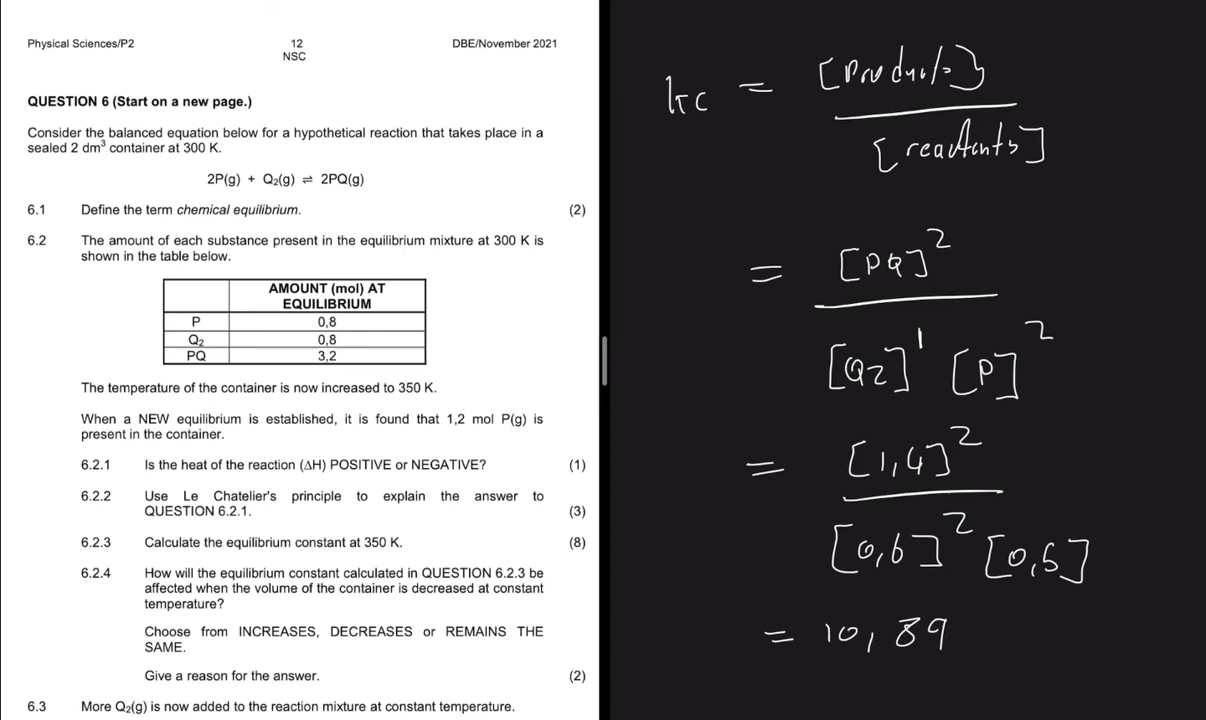 Physical Sciences/P2 12 DBE/November 2021
NSC
QUESTION 6 (Start on a new page.)
Consider the balanced equation below for a hypothetical reaction that takes place in a
sealed 2 dm³ container at 300 K.
2P(g) + Q₂(g) ⇌ 2PQ(g)
6.1 Define the term chemical equilibrium. (2)
6.2 The amount of each substance present in the equilibrium mixture at 300 K is
shown in the table below.
AMOUNT (mol) AT
EQUILIBRIUM
P 0,8
Q₂ 0,8
PQ 3,2
The temperature of the container is now increased to 350 K.
When a NEW equilibrium is established, it is found that 1,2 mol P(g) is
present in the container.
6.2.1 Is the heat of the reaction (ΔH) POSITIVE or NEGATIVE? (1)
6.2.2 Use Le Chatelier's principle to explain the answer to
QUESTION 6.2.1. (3)
6.2.3 Calculate the equilibrium constant at 350 K. (8)
6.2.4 How will the equilibrium constant calculated in QUESTION 6.2.3 be
affected when the volume of the container is decreased at constant
temperature?
Choose from INCREASES, DECREASES or REMAINS THE
SAME.
Give a reason for the answer. (2)
6.3 More Q₂(g) is now added to the reaction mixture at constant temperature.
[Products]
Kc =
[reactants]
= [PQ]²
[Q2]¹ [P]²
= [1,4]²
[0,6]² [0,5]
= 10,89